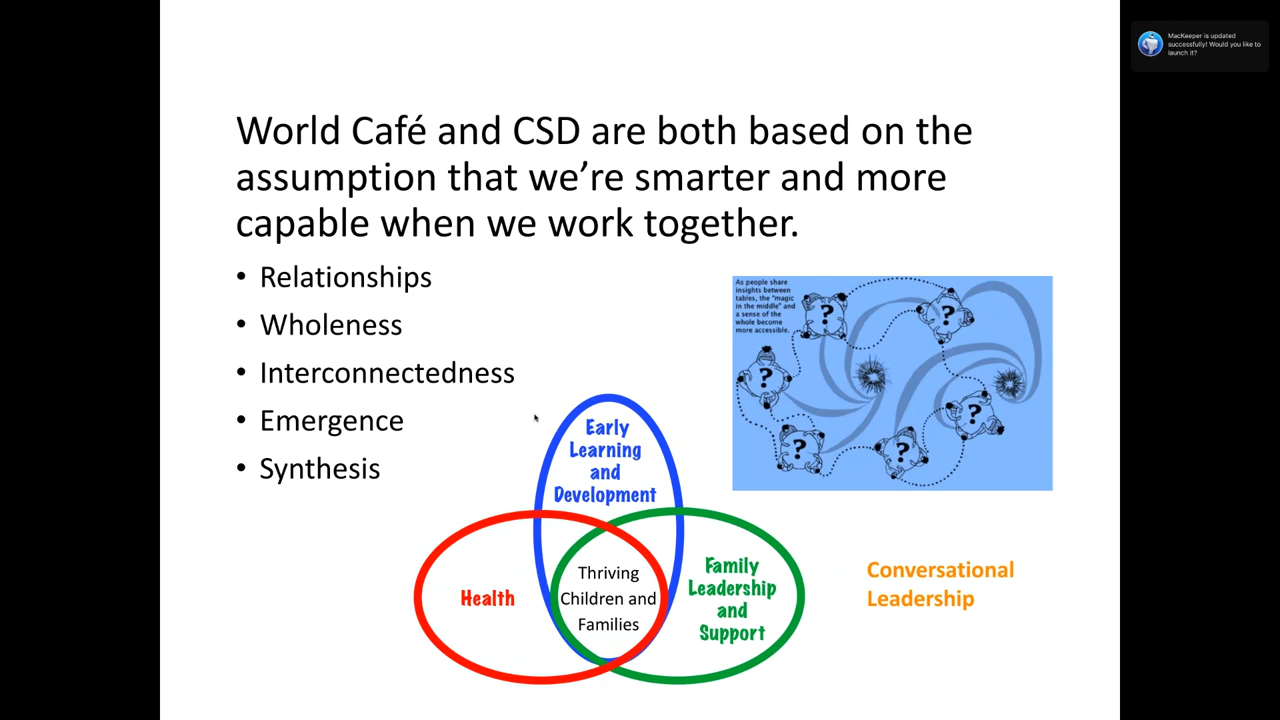 World Café and CSD are both based on the
assumption that we’re smarter and more
capable when we work together.
• Relationships
• Wholeness
• Interconnectedness
• Emergence
• Synthesis
As people share
insights between
tables, the "magic
in the middle" and
a sense of the
whole become
more accessible.
?
?
?
?
?
?
?
Early
Learning
and
Development
Health
Thriving
Children and
Families
Family
Leadership
and
Support
Conversational
Leadership
MacKeeper is updated
successfully! Would you like to
launch it?